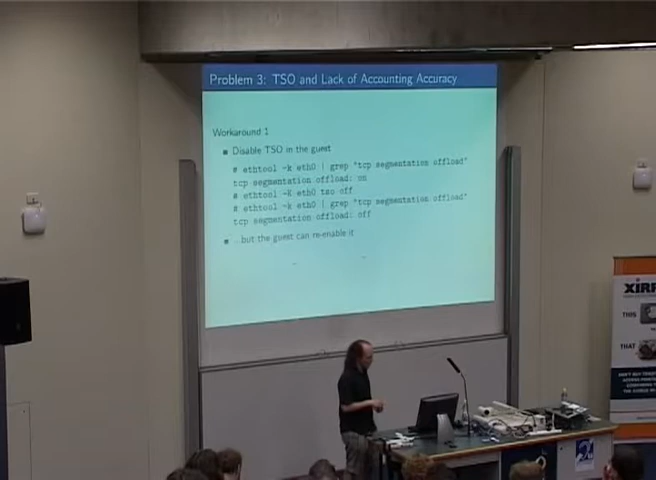 Problem 3: TSO and Lack of Accounting Accuracy
Workaround 1
Disable TSO in the guest
# ethtool -k eth0 | grep "tcp segmentation offload"
tcp segmentation offload: on
# ethtool -K eth0 tso off
# ethtool -k eth0 | grep "tcp segmentation offload"
tcp segmentation offload: off
...but the guest can re-enable it
XIRR
THIS
THAT